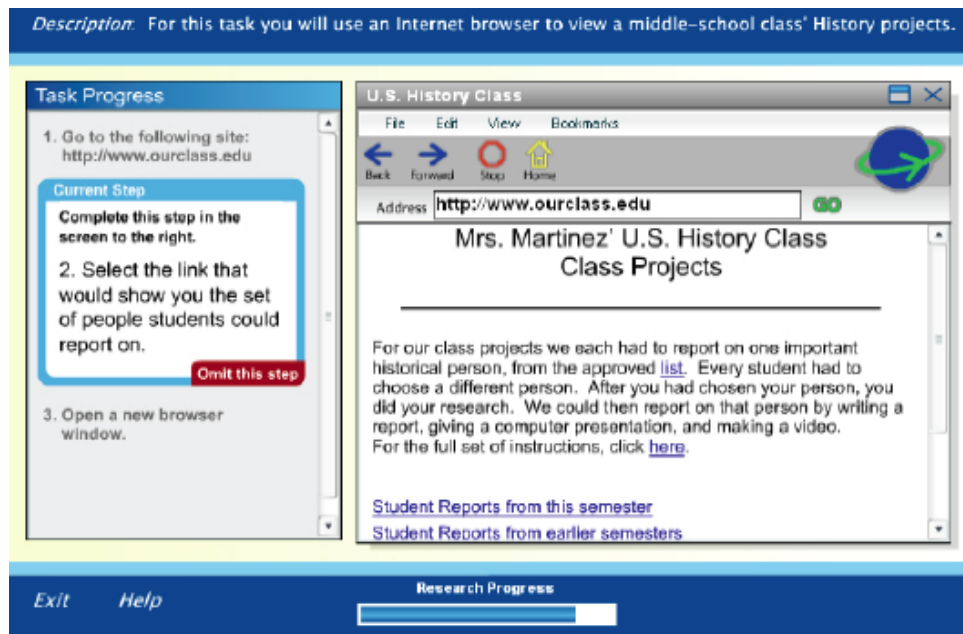 Description: For this task you will use an Internet browser to view a middle-school class' History projects.
Task Progress
1. Go to the following site:
http://www.ourclass.edu
Current Step
Complete this step in the
screen to the right.
2. Select the link that
would show you the set
of people students could
report on.
Omit this step
3. Open a new browser
window.
U.S. History Class
File Edit View Bookmarks
Back Forward Stop Home
Address http://www.ourclass.edu GO
Mrs. Martinez' U.S. History Class
Class Projects
For our class projects we each had to report on one important
historical person, from the approved list. Every student had to
choose a different person. After you had chosen your person, you
did your research. We could then report on that person by writing a
report, giving a computer presentation, and making a video.
For the full set of instructions, click here.
Student Reports from this semester
Student Reports from earlier semesters
Exit Help
Research Progress